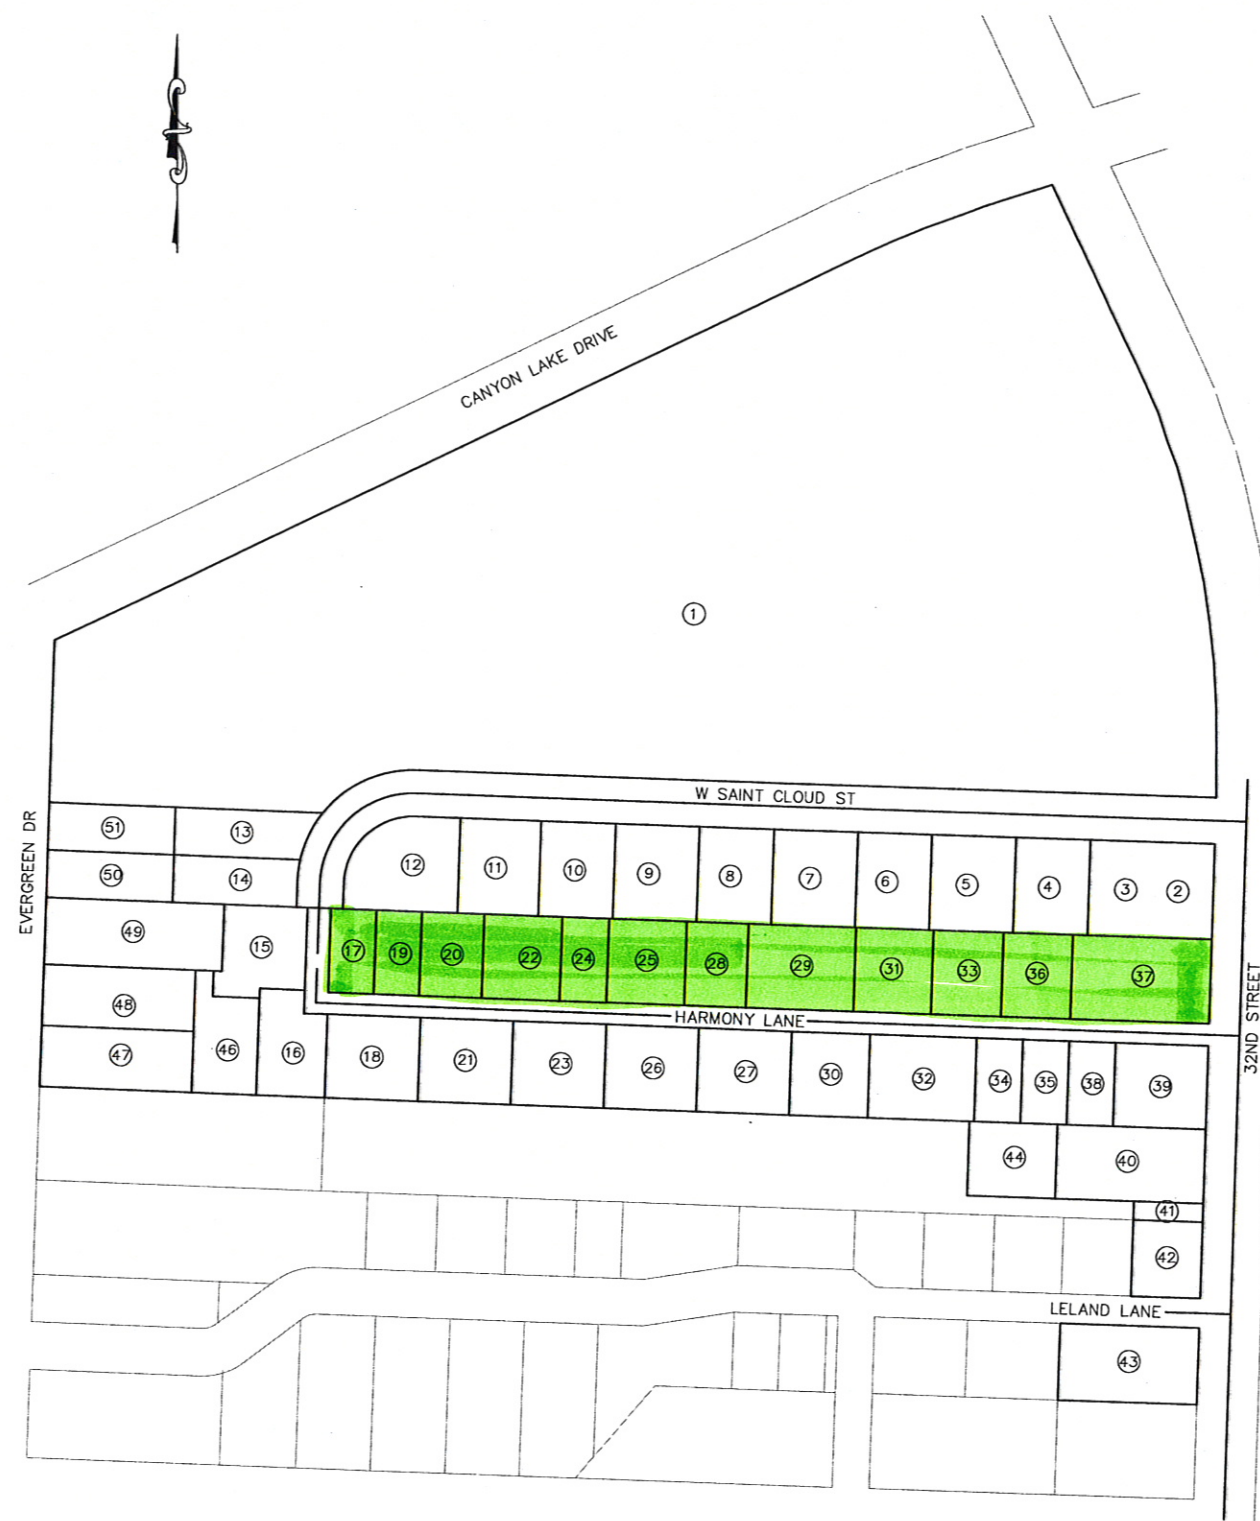 CANYON LAKE DRIVE
1
W SAINT CLOUD ST
EVERGREEN DR
51 13
50 14
12 11 10 9 8 7 6 5 4 3 2
49 15
17 19 20 22 24 25 28 29 31 33 36 37
32ND STREET
HARMONY LANE
48
47 46 16 18 21 23 26 27 30 32 34 35 38 39
44 40
41
42
LELAND LANE
43